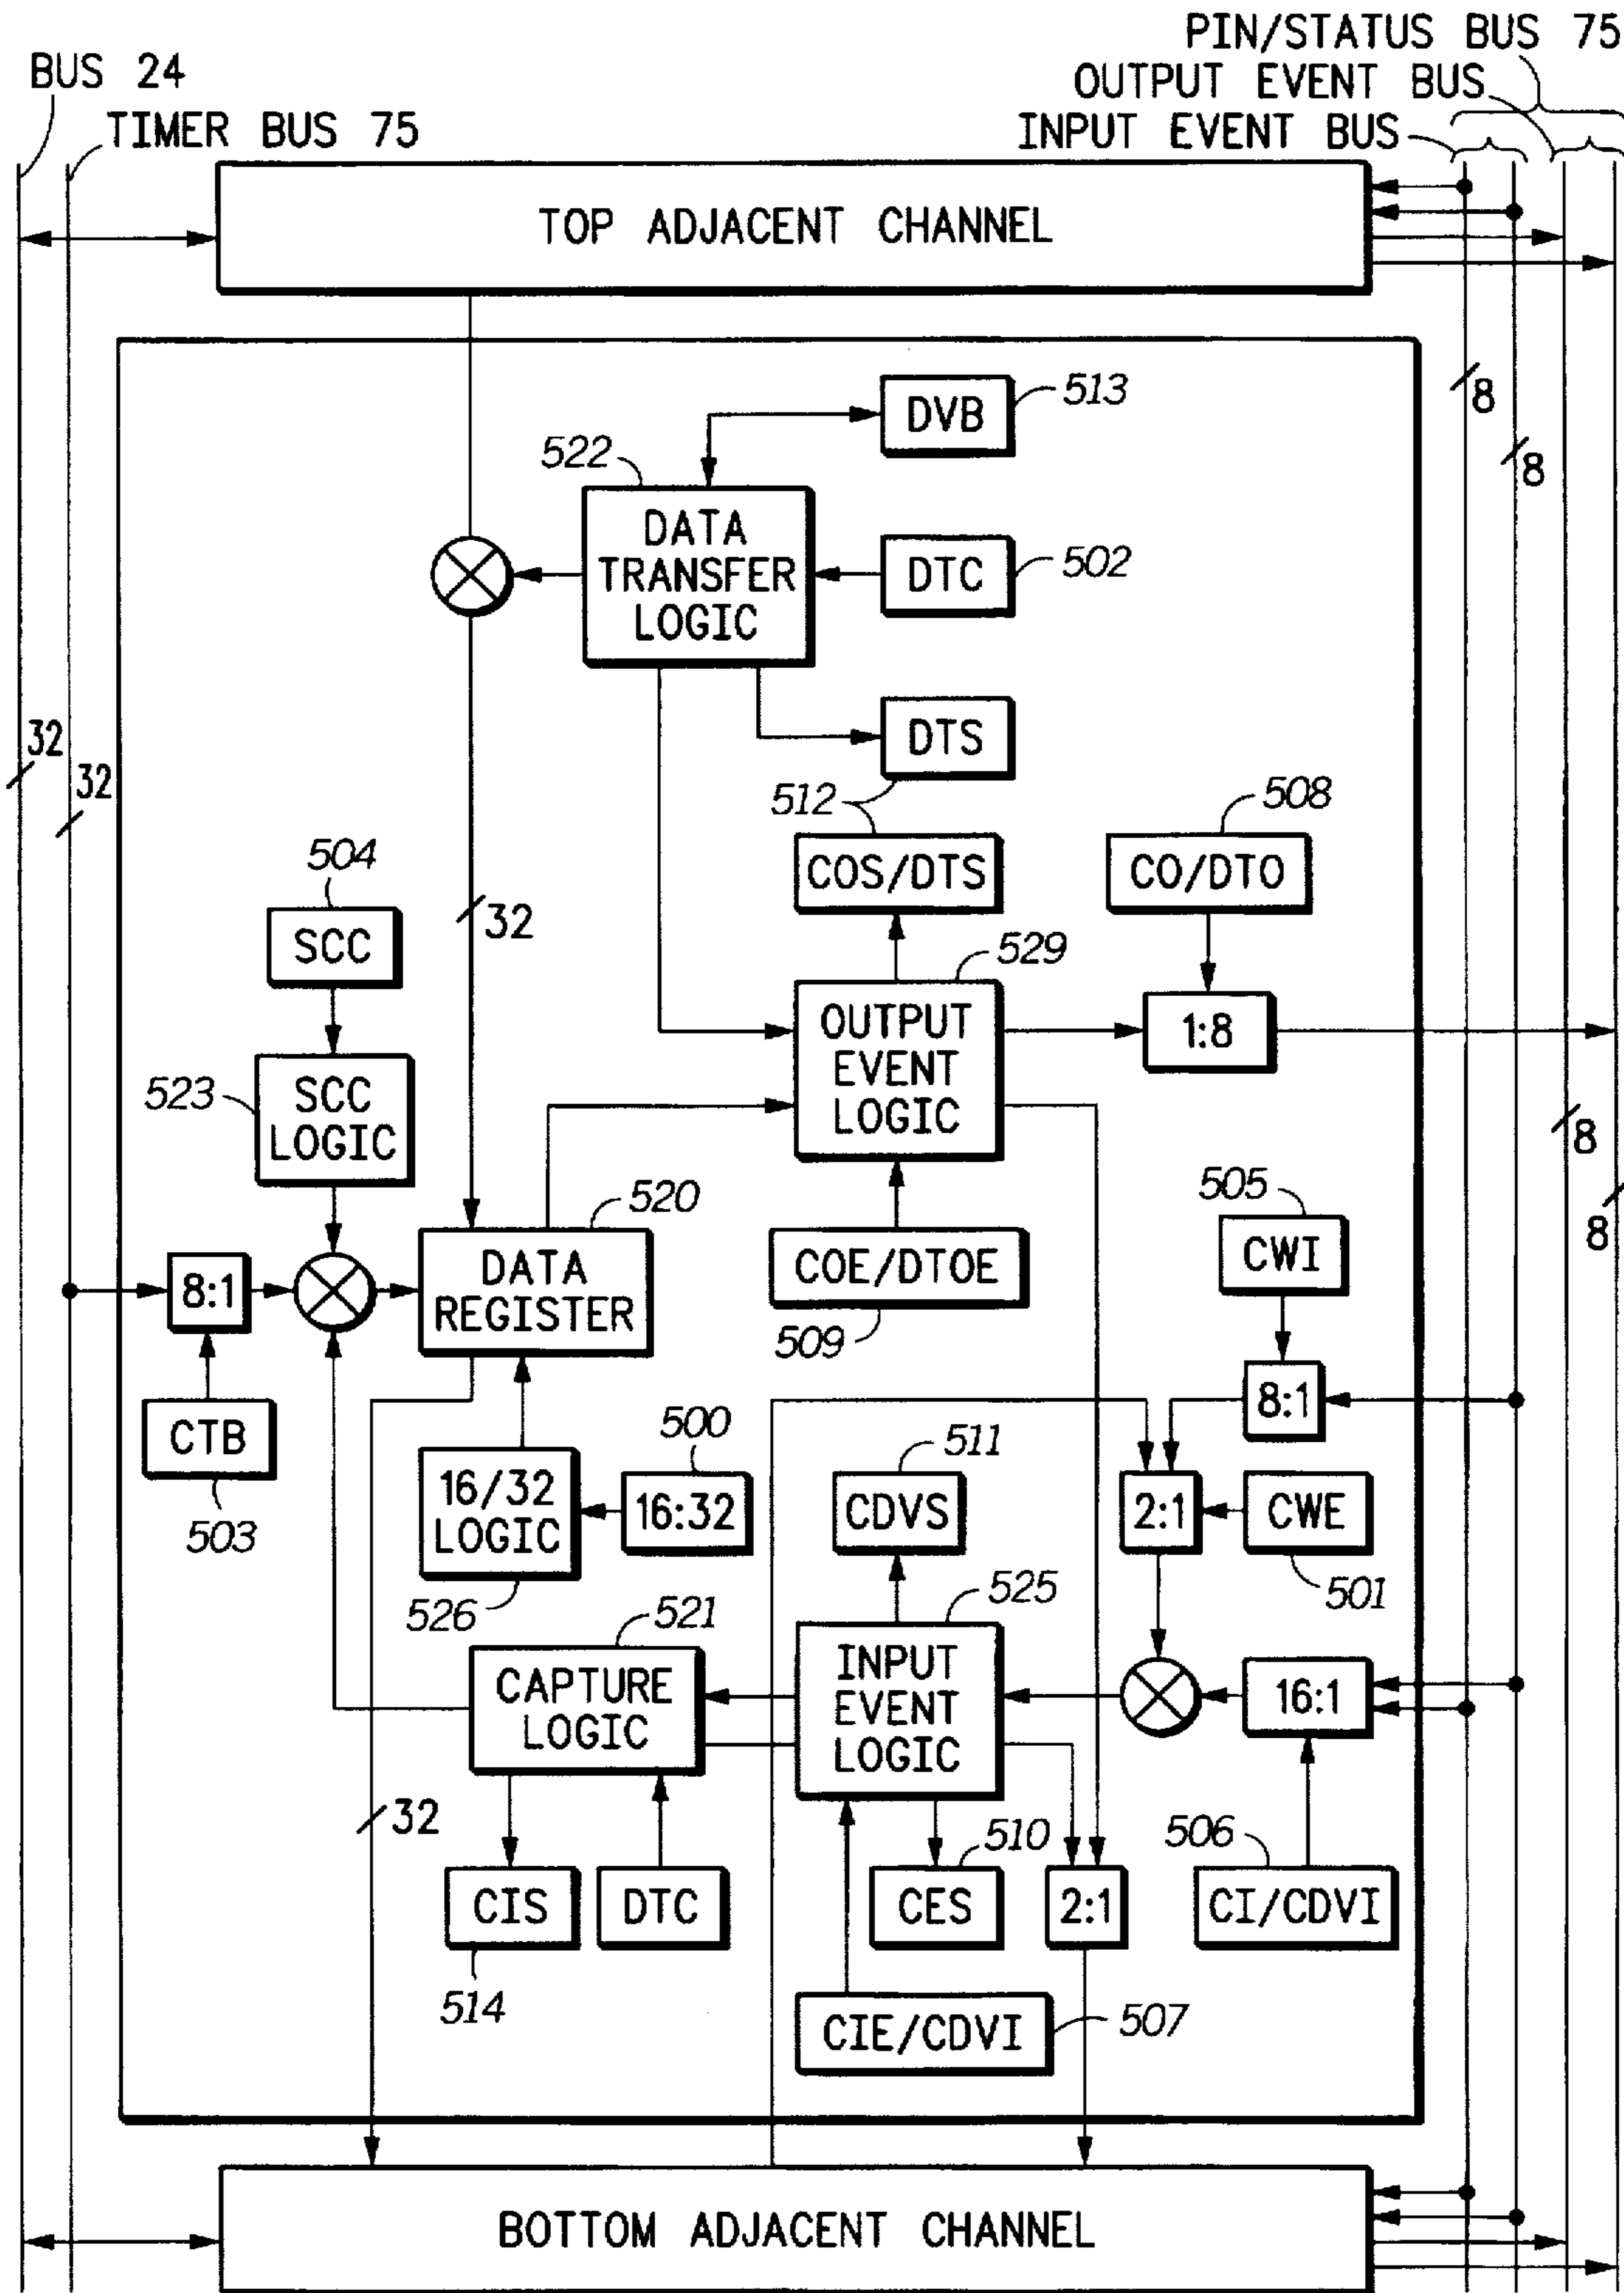 PIN/STATUS BUS 75
BUS 24
OUTPUT EVENT BUS
TIMER BUS 75
INPUT EVENT BUS
TOP ADJACENT CHANNEL
8
8
DVB
513
522
DATA
TRANSFER
LOGIC
DTC
502
DTS
512
32
32
32
504
SCC
COS/DTS
508
CO/DTO
529
OUTPUT
EVENT
LOGIC
1:8
523
SCC
LOGIC
8
8
520
DATA
REGISTER
COE/DTOE
509
505
CWI
8:1
8:1
CTB
503
16/32
LOGIC
526
500
16:32
511
CDVS
2:1
CWE
501
521
CAPTURE
LOGIC
525
INPUT
EVENT
LOGIC
16:1
32
506
CI/CDVI
CIS
514
DTC
510
CES
2:1
CIE/CDVI
507
BOTTOM ADJACENT CHANNEL